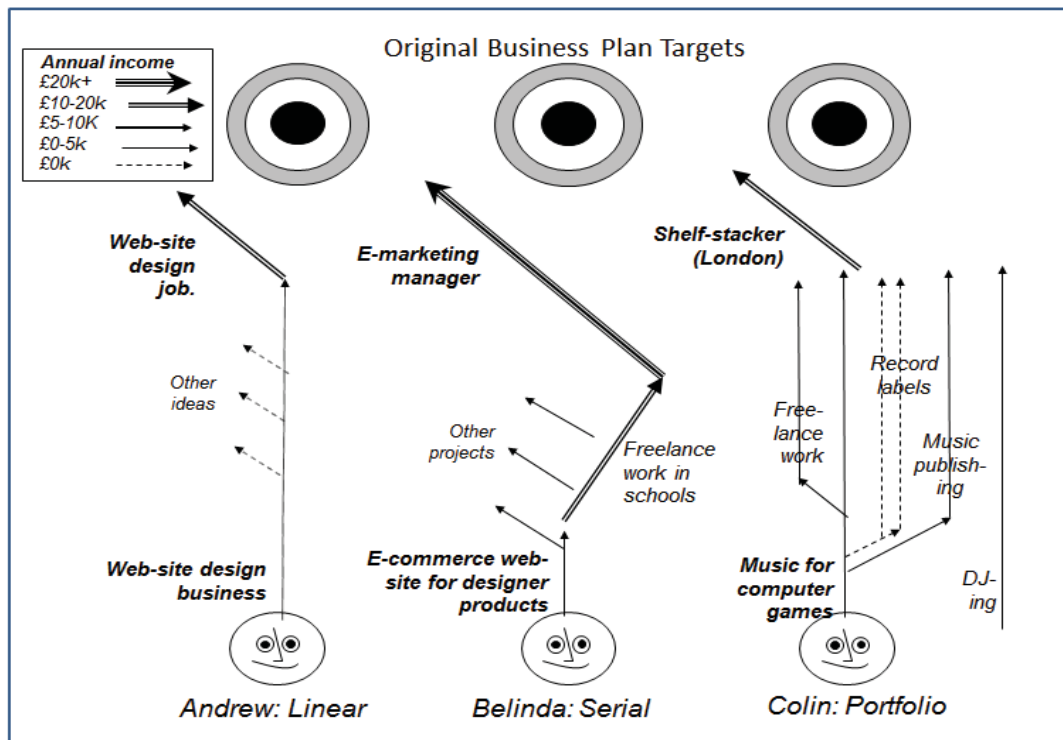 Original Business Plan Targets
Annual income
£20k+
£10-20k
£5-10K
£0-5k
£0k
Web-site
design
job.
Other
ideas
Web-site design
business
Andrew: Linear
E-marketing
manager
Other
projects
Freelance
work in
schools
E-commerce web-
site for designer
products
Belinda: Serial
Shelf-stacker
(London)
Free-
lance
work
Record
labels
Music
publish-
ing
Music for
computer
games
DJ-
ing
Colin: Portfolio